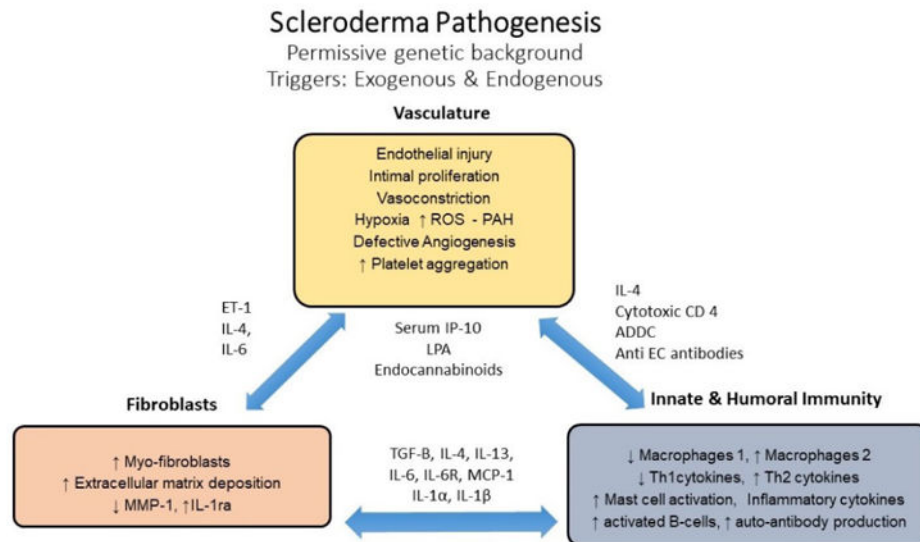 Scleroderma Pathogenesis
Permissive genetic background
Triggers: Exogenous & Endogenous
Vasculature
Endothelial injury
Intimal proliferation
Vasoconstriction
Hypoxia ↑ ROS - PAH
Defective Angiogenesis
↑ Platelet aggregation
ET-1
IL-4,
IL-6
Serum IP-10
LPA
Endocannabinoids
IL-4
Cytotoxic CD 4
ADDC
Anti EC antibodies
Fibroblasts
↑ Myo-fibroblasts
↑ Extracellular matrix deposition
↓ MMP-1, ↑IL-1ra
TGF-B, IL-4, IL-13,
IL-6, IL-6R, MCP-1
IL-1α, IL-1β
Innate & Humoral Immunity
↓ Macrophages 1, ↑ Macrophages 2
↓ Th1cytokines, ↑ Th2 cytokines
↑ Mast cell activation, Inflammatory cytokines
↑ activated B-cells, ↑ auto-antibody production